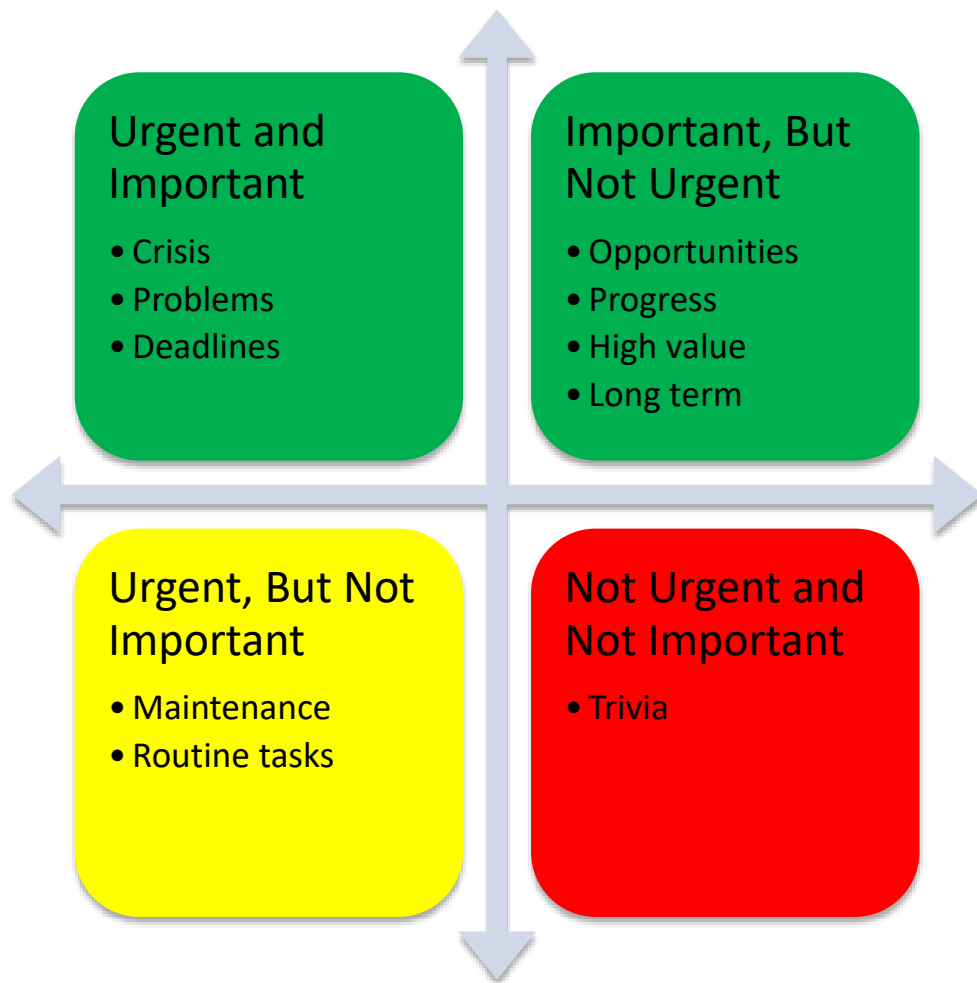 Urgent and
Important
• Crisis
• Problems
• Deadlines
Important, But
Not Urgent
• Opportunities
• Progress
• High value
• Long term
Urgent, But Not
Important
• Maintenance
• Routine tasks
Not Urgent and
Not Important
• Trivia